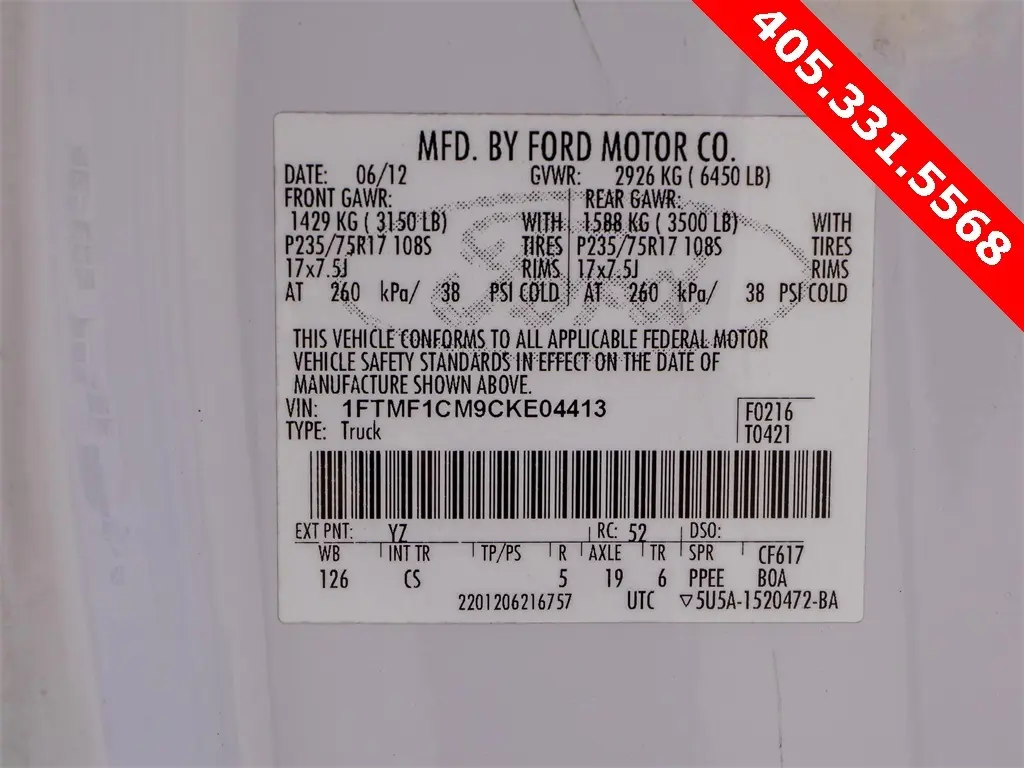 405.331.5568
MFD. BY FORD MOTOR CO.
DATE: 06/12 GVWR: 2926 KG ( 6450 LB)
FRONT GAWR: REAR GAWR:
1429 KG ( 3150 LB) WITH 1588 KG ( 3500 LB) WITH
P235/75R17 108S TIRES P235/75R17 108S TIRES
17x7.5J RIMS 17x7.5J RIMS
AT 260 kPa/ 38 PSI COLD AT 260 kPa/ 38 PSI COLD
THIS VEHICLE CONFORMS TO ALL APPLICABLE FEDERAL MOTOR
VEHICLE SAFETY STANDARDS IN EFFECT ON THE DATE OF
MANUFACTURE SHOWN ABOVE.
VIN: 1FTMF1CM9CKE04413 F0216
TYPE: Truck T0421
EXT PNT: YZ RC: 52 DSO:
WB INT TR TP/PS R AXLE TR SPR CF617
126 CS 5 19 6 PPEE BOA
2201206216757 UTC ▽5U5A-1520472-BA